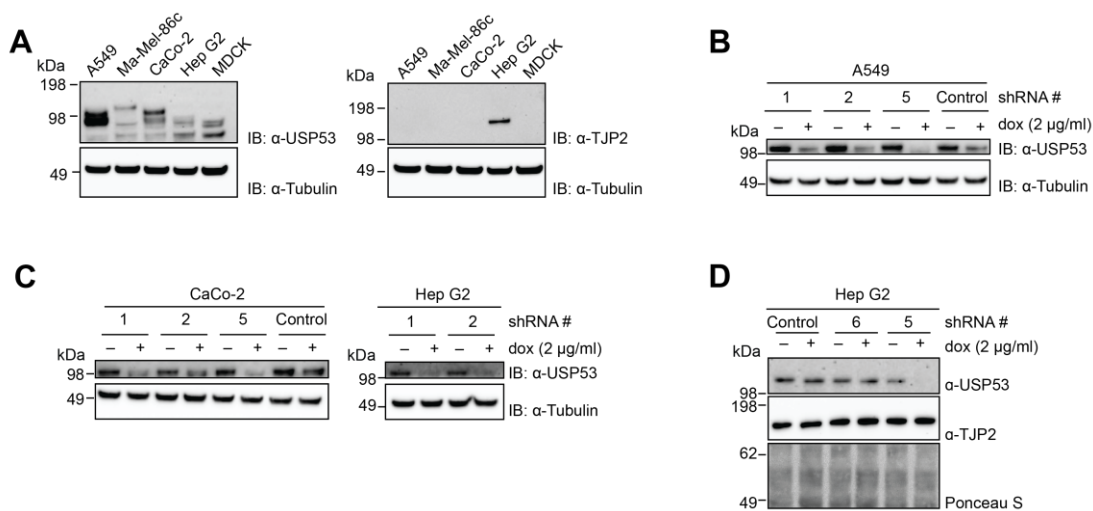 A
kDa
A549
Ma-Mel-86c
CaCo-2
Hep G2
MDCK
198
98
IB: α-USP53
49
IB: α-Tubulin
kDa
A549
Ma-Mel-86c
CaCo-2
Hep G2
MDCK
198
98
IB: α-TJP2
49
IB: α-Tubulin
B
A549
1 2 5 Control shRNA #
– + – + – + – + dox (2 µg/ml)
kDa
98
IB: α-USP53
49
IB: α-Tubulin
C
CaCo-2
1 2 5 Control
– + – + – + – +
kDa
98
49
Hep G2
1 2 shRNA #
– + – + dox (2 µg/ml)
kDa
98
IB: α-USP53
49
IB: α-Tubulin
D
Hep G2
Control 6 5 shRNA #
– + – + – + dox (2 µg/ml)
kDa
α-USP53
98
198
α-TJP2
62
49
Ponceau S